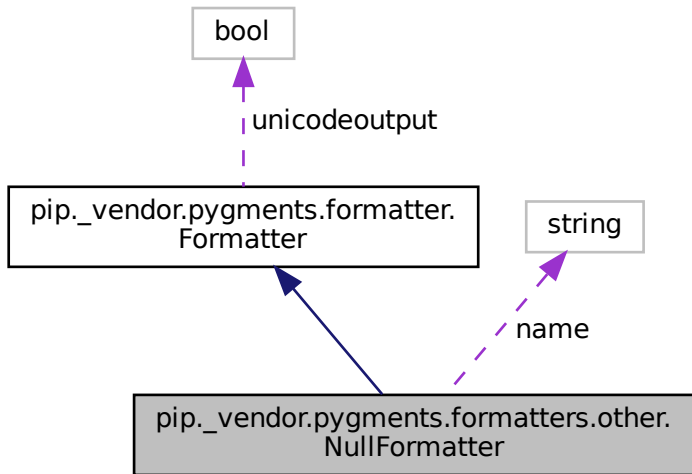 bool
unicodeoutput
pip._vendor.pygments.formatter.
Formatter
string
name
pip._vendor.pygments.formatters.other.
NullFormatter